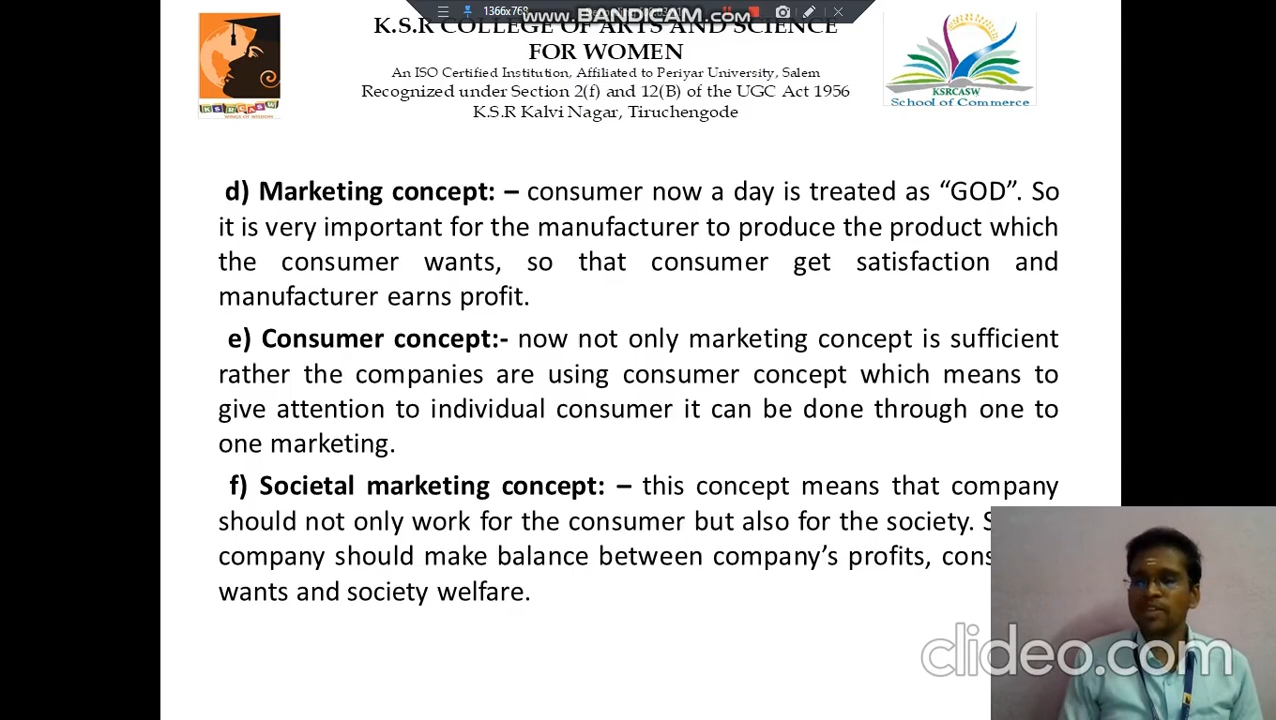 1366x768
www.BANDICAM.com
K.S.R COLLEGE OF ARTS AND SCIENCE
FOR WOMEN
An ISO Certified Institution, Affiliated to Periyar University, Salem
Recognized under Section 2(f) and 12(B) of the UGC Act 1956
K.S.R Kalvi Nagar, Tiruchengode
KSRCASW
WINGS OF WISDOM
KSRCASW
School of Commerce
d) Marketing concept: – consumer now a day is treated as “GOD”. So
it is very important for the manufacturer to produce the product which
the consumer wants, so that consumer get satisfaction and
manufacturer earns profit.
e) Consumer concept:- now not only marketing concept is sufficient
rather the companies are using consumer concept which means to
give attention to individual consumer it can be done through one to
one marketing.
f) Societal marketing concept: – this concept means that company
should not only work for the consumer but also for the society.
company should make balance between company’s profits,
wants and society welfare.
clideo.com